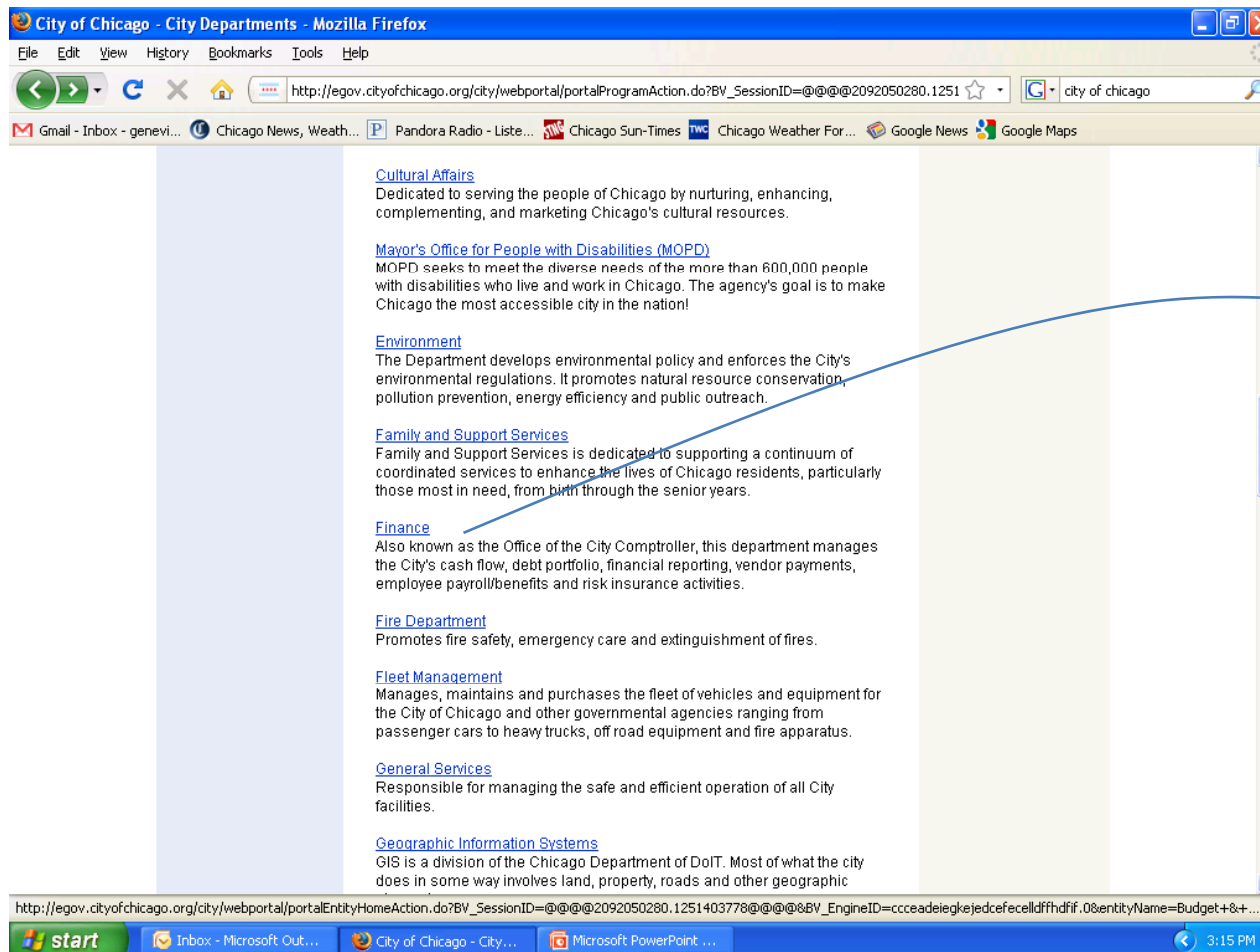 City of Chicago - City Departments - Mozilla Firefox
File Edit View History Bookmarks Tools Help
http://egov.cityofchicago.org/city/webportal/portalProgramAction.do?BV_SessionID=@@@@2092050280.1251
G city of chicago
Gmail - Inbox - genevi... Chicago News, Weath... P Pandora Radio - Liste... Chicago Sun-Times TWC Chicago Weather For... Google News Google Maps
Cultural Affairs
Dedicated to serving the people of Chicago by nurturing, enhancing,
complementing, and marketing Chicago's cultural resources.
Mayor's Office for People with Disabilities (MOPD)
MOPD seeks to meet the diverse needs of the more than 600,000 people
with disabilities who live and work in Chicago. The agency's goal is to make
Chicago the most accessible city in the nation!
Environment
The Department develops environmental policy and enforces the City's
environmental regulations. It promotes natural resource conservation,
pollution prevention, energy efficiency and public outreach.
Family and Support Services
Family and Support Services is dedicated to supporting a continuum of
coordinated services to enhance the lives of Chicago residents, particularly
those most in need, from birth through the senior years.
Finance
Also known as the Office of the City Comptroller, this department manages
the City's cash flow, debt portfolio, financial reporting, vendor payments,
employee payroll/benefits and risk insurance activities.
Fire Department
Promotes fire safety, emergency care and extinguishment of fires.
Fleet Management
Manages, maintains and purchases the fleet of vehicles and equipment for
the City of Chicago and other governmental agencies ranging from
passenger cars to heavy trucks, off road equipment and fire apparatus.
General Services
Responsible for managing the safe and efficient operation of all City
facilities.
Geographic Information Systems
GIS is a division of the Chicago Department of DoIT. Most of what the city
does in some way involves land, property, roads and other geographic
http://egov.cityofchicago.org/city/webportal/portalEntityHomeAction.do?BV_SessionID=@@@@2092050280.1251403778@@@@&BV_EngineID=ccceadeiegkejedcefecelldffhdfif.0&entityName=Budget+&+...
start Inbox - Microsoft Out... City of Chicago - City... Microsoft PowerPoint ... 3:15 PM